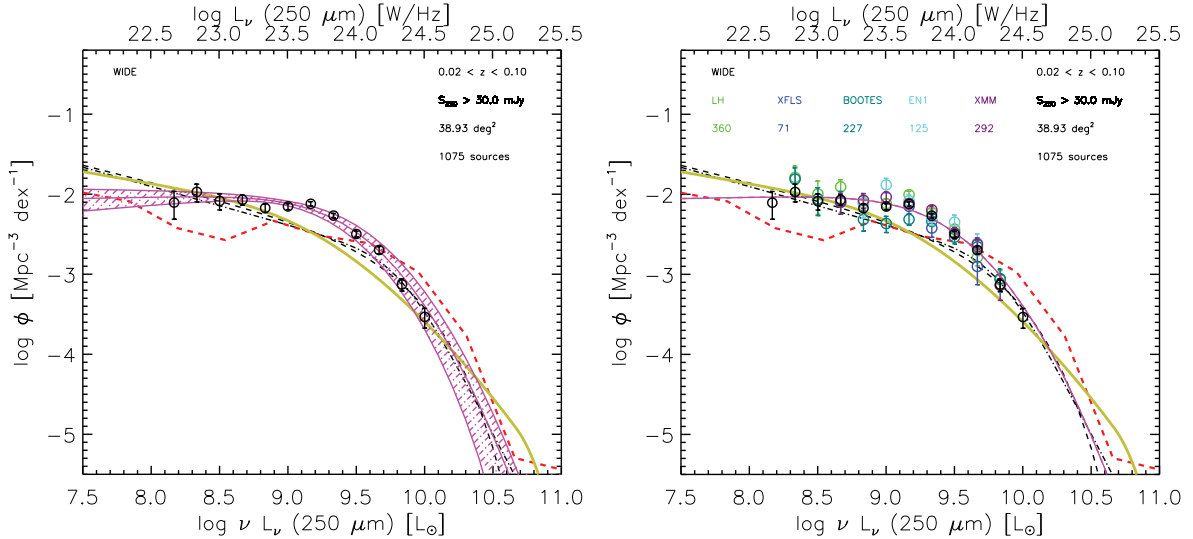 log L_ν (250 μm) [W/Hz]
22.5 23.0 23.5 24.0 24.5 25.0 25.5
WIDE
0.02 < z < 0.10
S_250 > 30.0 mJy
38.93 deg²
1075 sources
−1
−2
−3
−4
−5
log φ [Mpc⁻³ dex⁻¹]
7.5 8.0 8.5 9.0 9.5 10.0 10.5 11.0
log ν L_ν (250 μm) [L_⊙]
log L_ν (250 μm) [W/Hz]
22.5 23.0 23.5 24.0 24.5 25.0 25.5
WIDE
0.02 < z < 0.10
LH XFLS BOOTES EN1 XMM
S_250 > 30.0 mJy
360 71 227 125 292
38.93 deg²
1075 sources
−1
−2
−3
−4
−5
log φ [Mpc⁻³ dex⁻¹]
7.5 8.0 8.5 9.0 9.5 10.0 10.5 11.0
log ν L_ν (250 μm) [L_⊙]